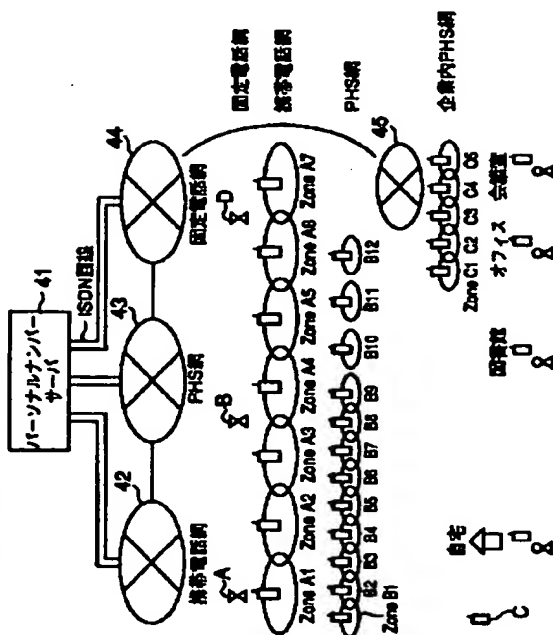 41
パーソナルナンバーサーバ
ISDN回線
42
携帯電話網
43
PHS網
44
固定電話網
A
B
D
固定電話網
携帯電話網
Zone A1
Zone A2
Zone A3
Zone A4
Zone A5
Zone A6
Zone A7
PHS網
Zone B1
B2
B3
B4
B5
B6
B7
B8
B9
B10
B11
B12
45
企業内PHS網
Zone C1
C2
C3
C4
C5
C
自宅
図書館
オフィス
会議室